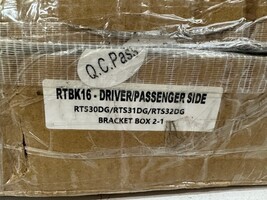 Q.C.Pass
RTBK16 - DRIVER/PASSENGER SIDE
RTS30DG/RTS31DG/RTS32DG
BRACKET BOX 2-1